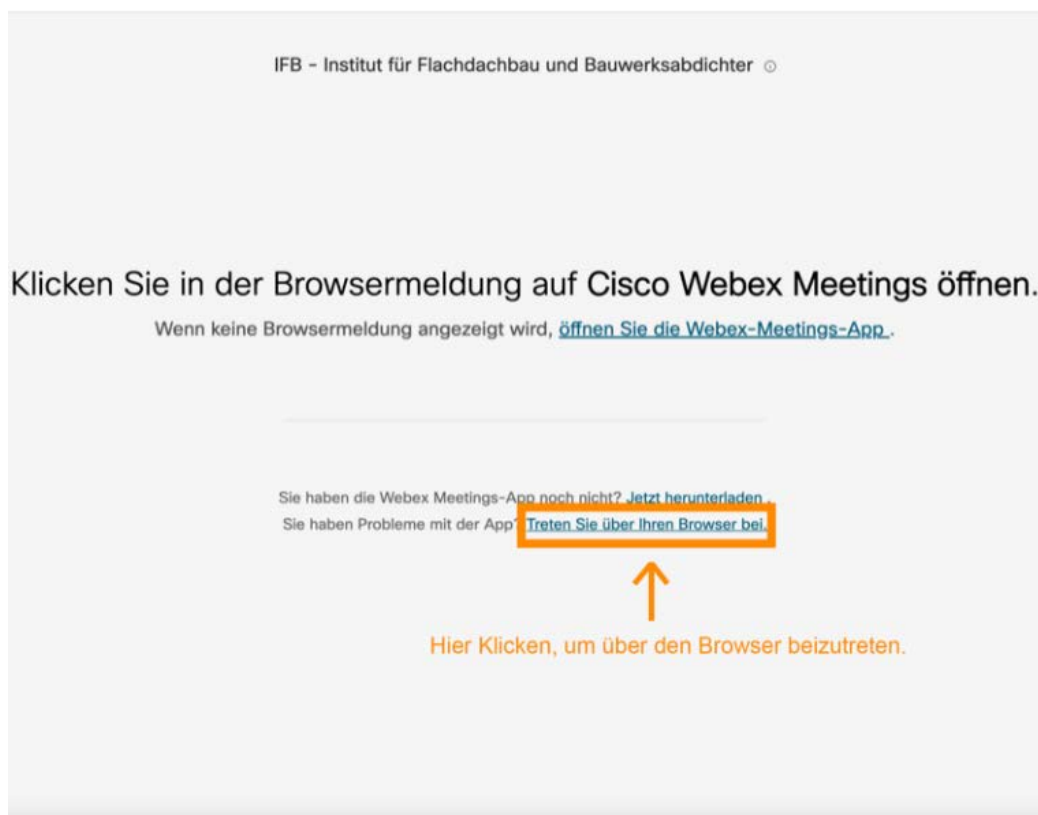 IFB - Institut für Flachdachbau und Bauwerksabdichter
Klicken Sie in der Browsermeldung auf Cisco Webex Meetings öffnen.
Wenn keine Browsermeldung angezeigt wird, öffnen Sie die Webex-Meetings-App .
Sie haben die Webex Meetings-App noch nicht? Jetzt herunterladen .
Sie haben Probleme mit der App? Treten Sie über Ihren Browser bei.
Hier Klicken, um über den Browser beizutreten.